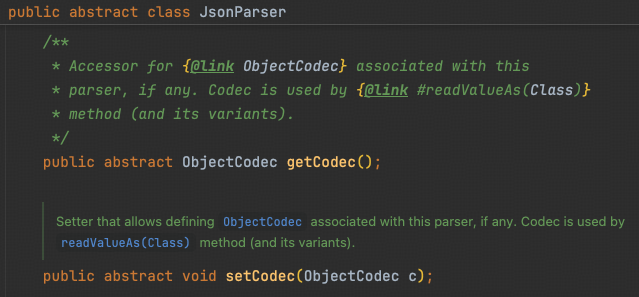 public abstract class JsonParser
/**
* Accessor for {@link ObjectCodec} associated with this
* parser, if any. Codec is used by {@link #readValueAs(Class)}
* method (and its variants).
*/
public abstract ObjectCodec getCodec();
Setter that allows defining ObjectCodec associated with this parser, if any. Codec is used by
readValueAs(Class) method (and its variants).
public abstract void setCodec(ObjectCodec c);